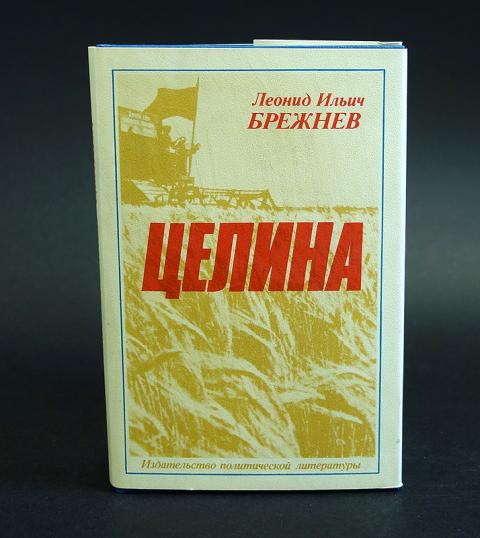 Леонид Ильич
БРЕЖНЕВ
ЦЕЛИНА
Издательство политической литературы